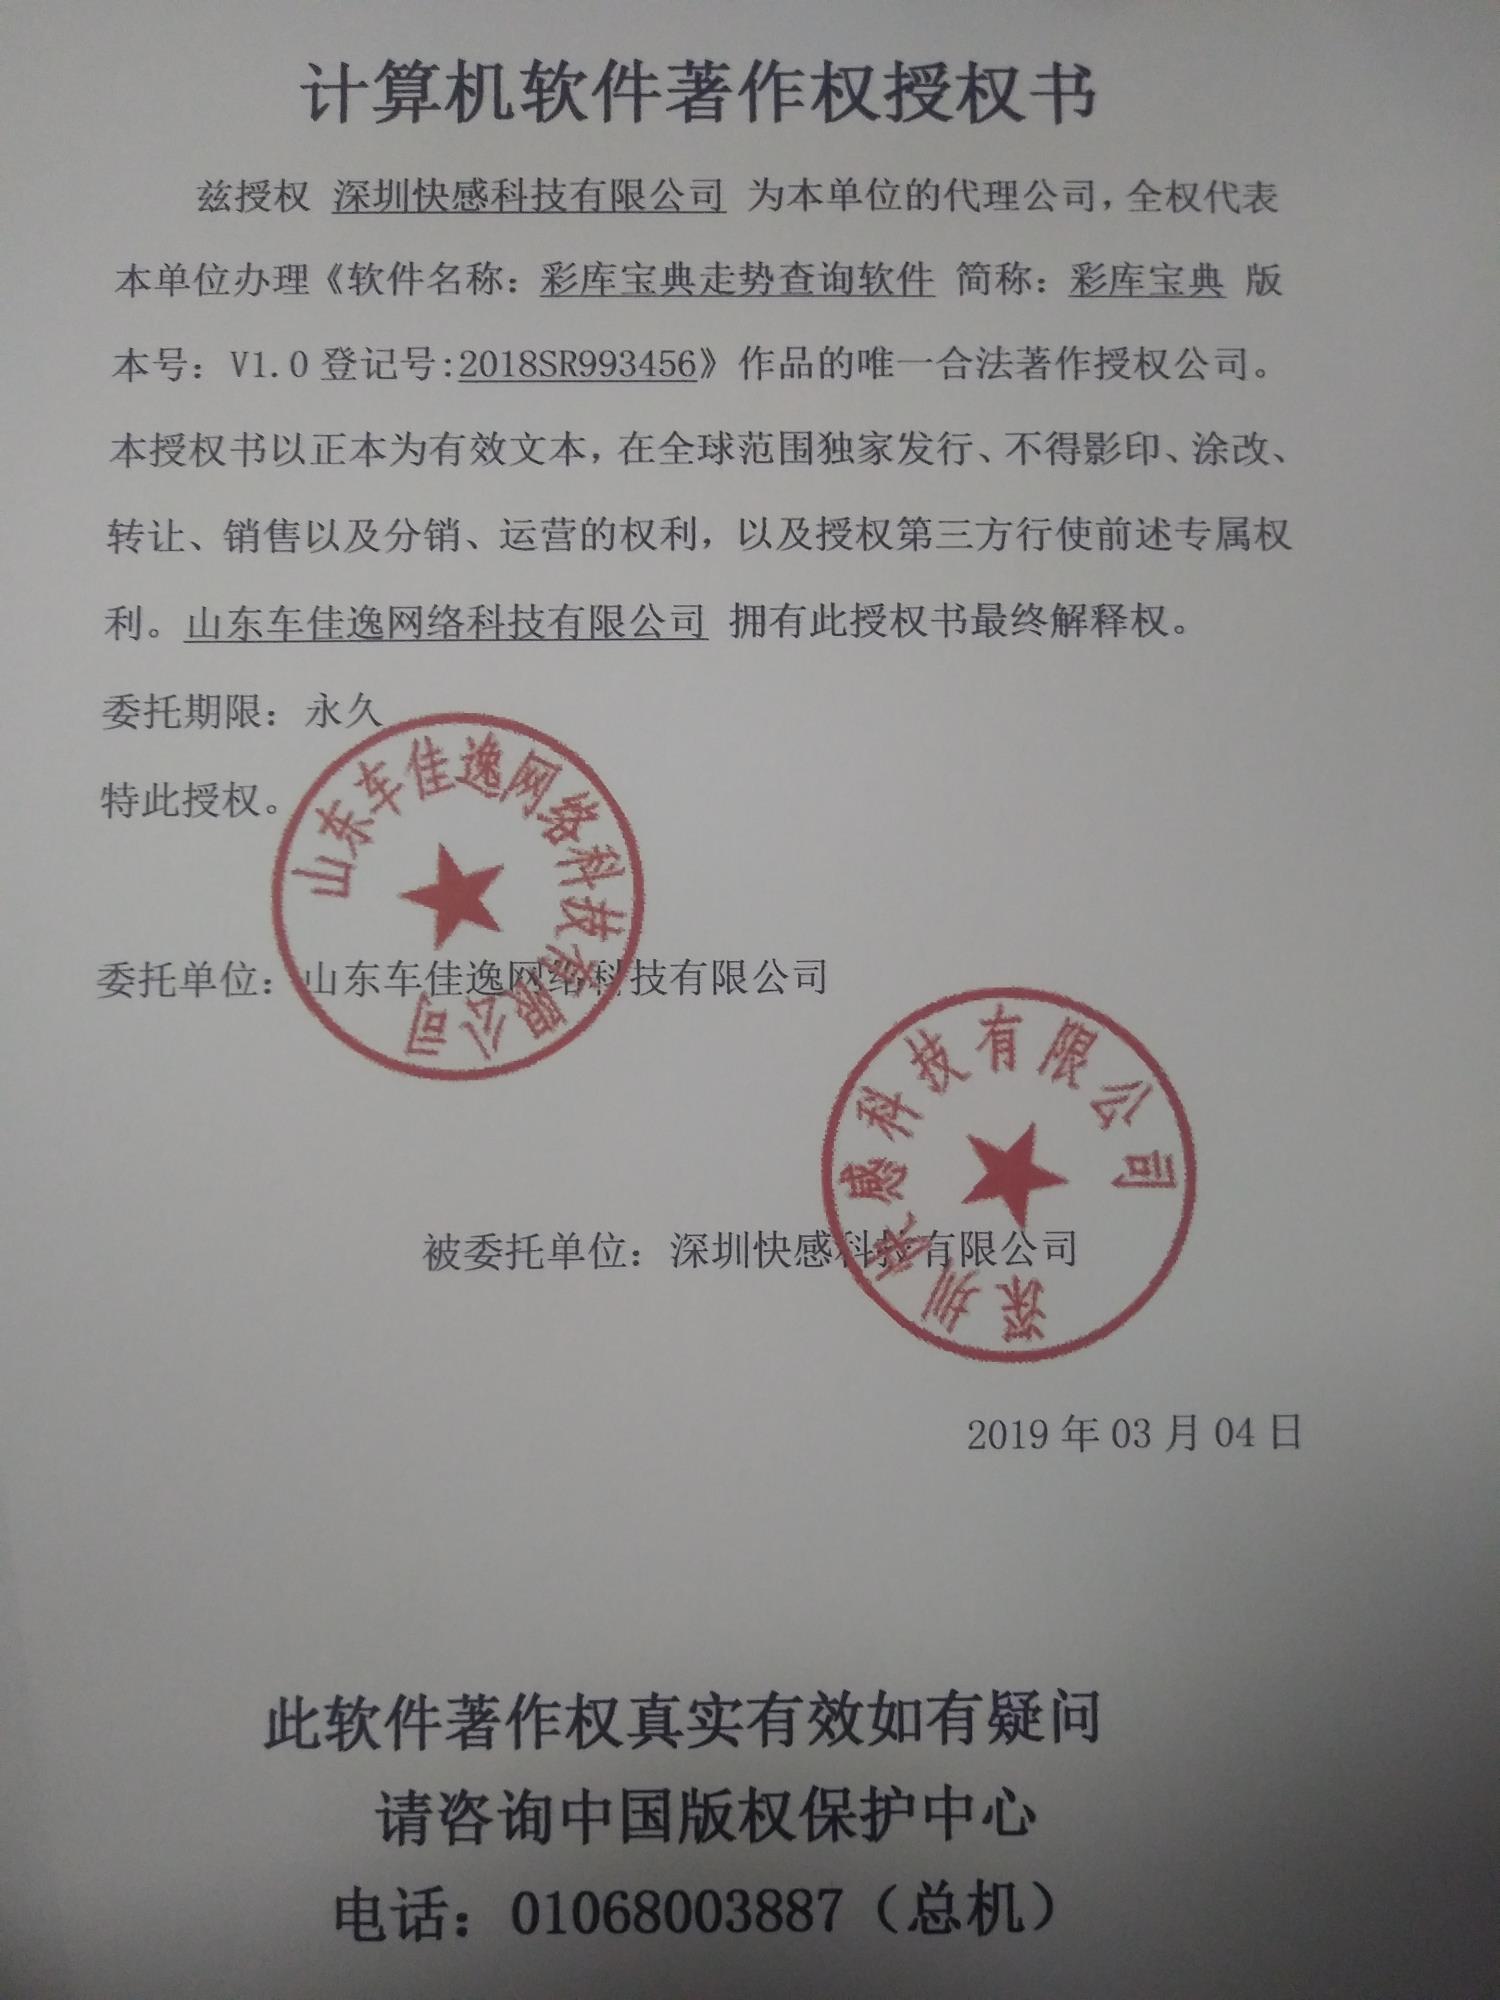 计算机软件著作权授权书
兹授权 深圳快感科技有限公司 为本单位的代理公司，全权代表
本单位办理《软件名称：彩库宝典走势查询软件 简称：彩库宝典 版
本号：V1.0 登记号:2018SR993456》作品的唯一合法著作授权公司。
本授权书以正本为有效文本，在全球范围独家发行、不得影印、涂改、
转让、销售以及分销、运营的权利，以及授权第三方行使前述专属权
利。山东车佳逸网络科技有限公司 拥有此授权书最终解释权。
委托期限：永久
特此授权。
山东车佳逸网络科技有限公司
委托单位：山东车佳逸网络科技有限公司
深圳快感科技有限公司
被委托单位：深圳快感科技有限公司
2019 年 03 月 04 日
此软件著作权真实有效如有疑问
请咨询中国版权保护中心
电话：01068003887（总机）